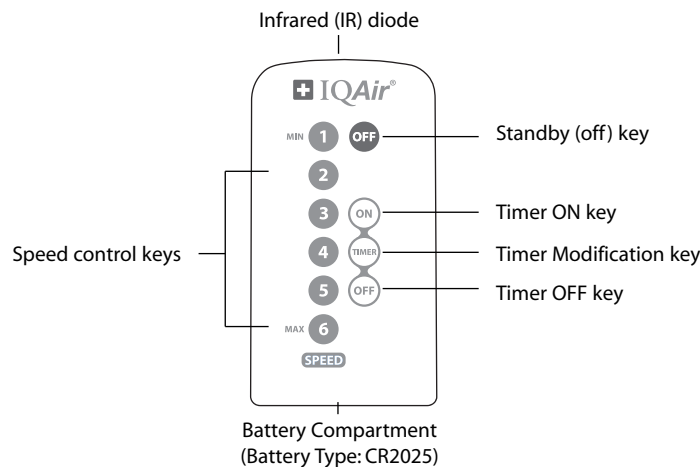 Infrared (IR) diode
IQAir®
MIN 1 OFF
Standby (off) key
2
3 ON
Timer ON key
Speed control keys
4 TIMER
Timer Modification key
5 OFF
Timer OFF key
MAX 6
SPEED
Battery Compartment
(Battery Type: CR2025)